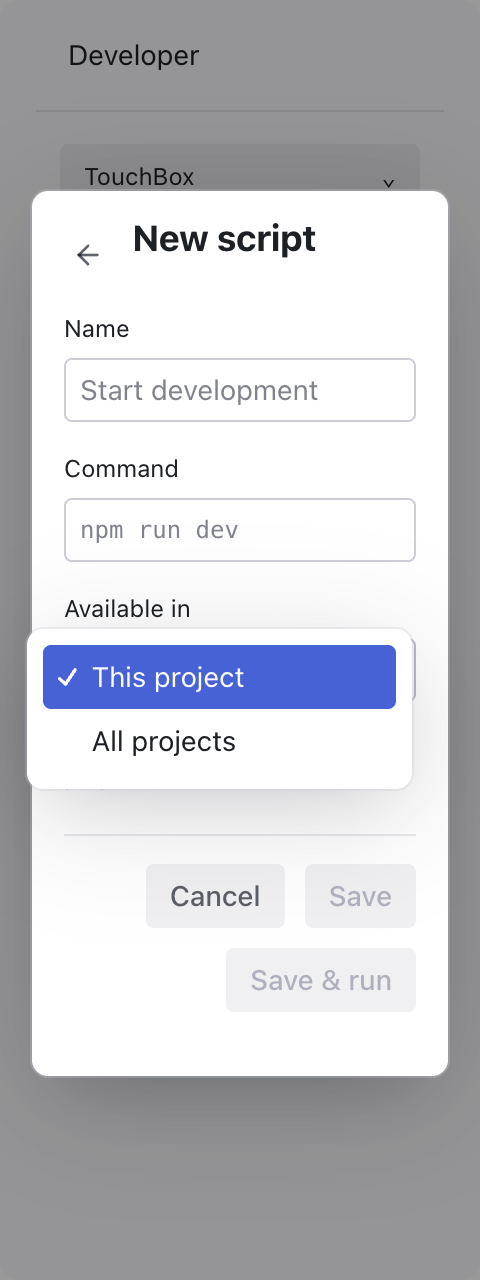 Developer
TouchBox
New script
Name
Start development
Command
npm run dev
Available in
This project
All projects
Cancel
Save
Save & run